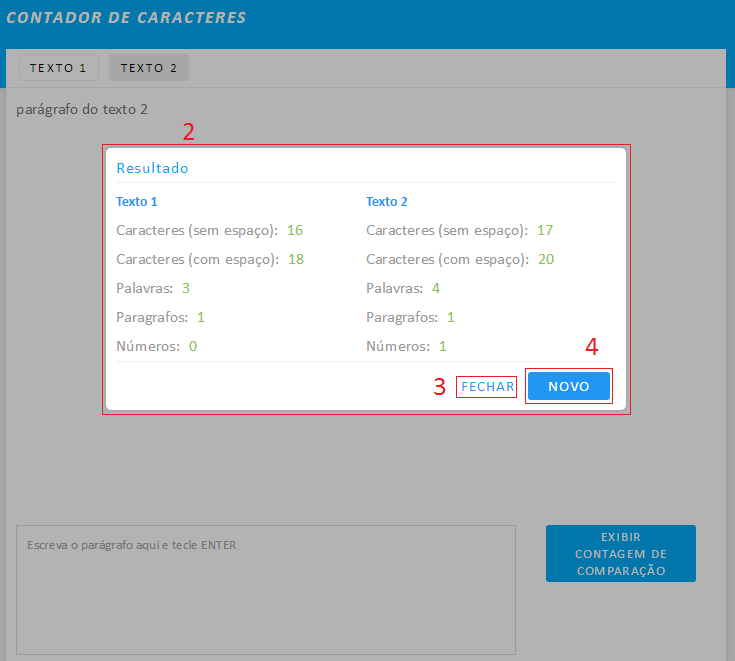 CONTADOR DE CARACTERES
TEXTO 1 TEXTO 2
parágrafo do texto 2
2
Resultado
Texto 1 Texto 2
Caracteres (sem espaço): 16 Caracteres (sem espaço): 17
Caracteres (com espaço): 18 Caracteres (com espaço): 20
Palavras: 3 Palavras: 4
Paragrafos: 1 Paragrafos: 1
Números: 0 Números: 1
4
3 FECHAR NOVO
Escreva o parágrafo aqui e tecle ENTER
EXIBIR
CONTAGEM DE
COMPARAÇÃO